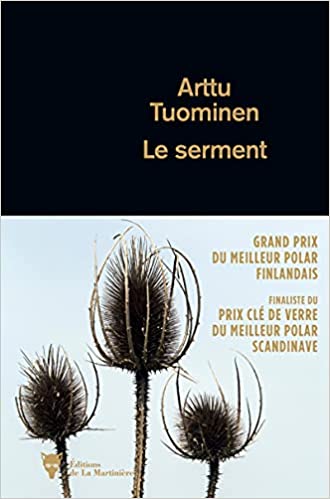 Arttu
Tuominen
Le serment
GRAND PRIX
DU MEILLEUR POLAR
FINLANDAIS
FINALISTE DU
PRIX CLÉ DE VERRE
DU MEILLEUR POLAR
SCANDINAVE
Éditions
de La Martinière